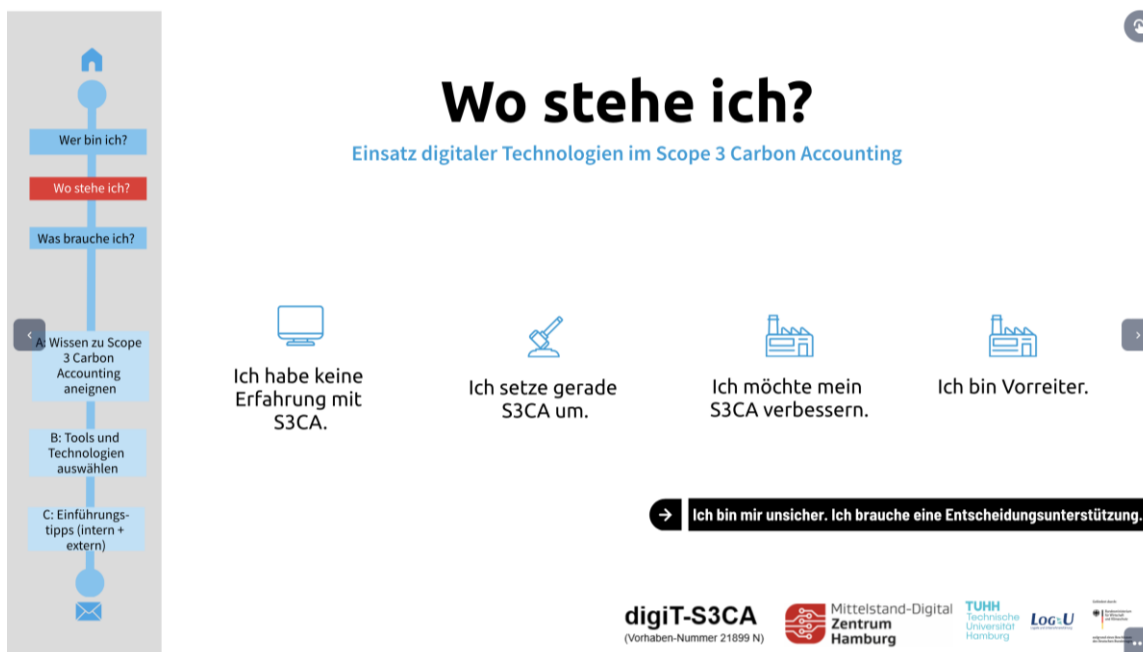 Wer bin ich?
Wo stehe ich?
Was brauche ich?
A: Wissen zu Scope
3 Carbon
Accounting
aneignen
B: Tools und
Technologien
auswählen
C: Einführungs-
tipps (intern +
extern)
Wo stehe ich?
Einsatz digitaler Technologien im Scope 3 Carbon Accounting
Ich habe keine
Erfahrung mit
S3CA.
Ich setze gerade
S3CA um.
Ich möchte mein
S3CA verbessern.
Ich bin Vorreiter.
Ich bin mir unsicher. Ich brauche eine Entscheidungsunterstützung.
digiT-S3CA
(Vorhaben-Nummer 21899 N)
Mittelstand-Digital
Zentrum
Hamburg
TUHH
Technische
Universität
Hamburg
LogU